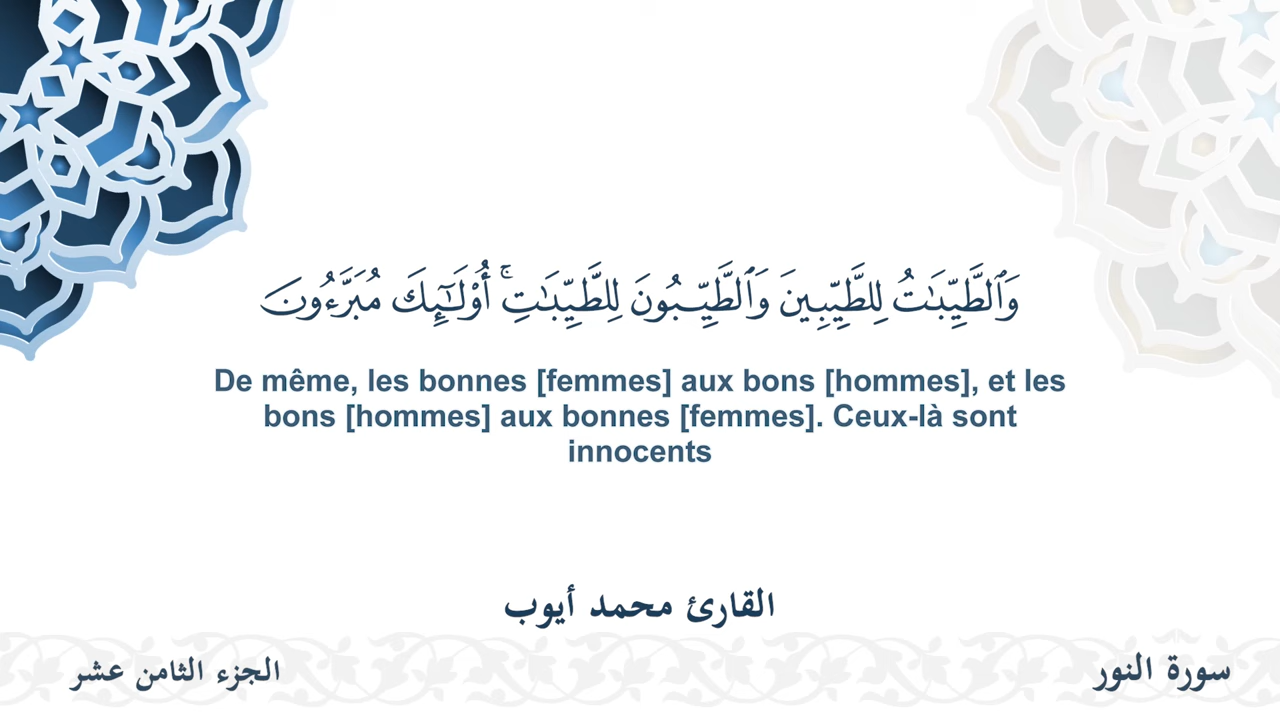 وَٱلطَّيِّبَٰتُ لِلطَّيِّبِينَ وَٱلطَّيِّبُونَ لِلطَّيِّبَٰتِۚ أُوْلَٰٓئِكَ مُبَرَّءُونَ
De même, les bonnes [femmes] aux bons [hommes], et les
bons [hommes] aux bonnes [femmes]. Ceux-là sont
innocents
القارئ محمد أيوب
سورة النور
الجزء الثامن عشر